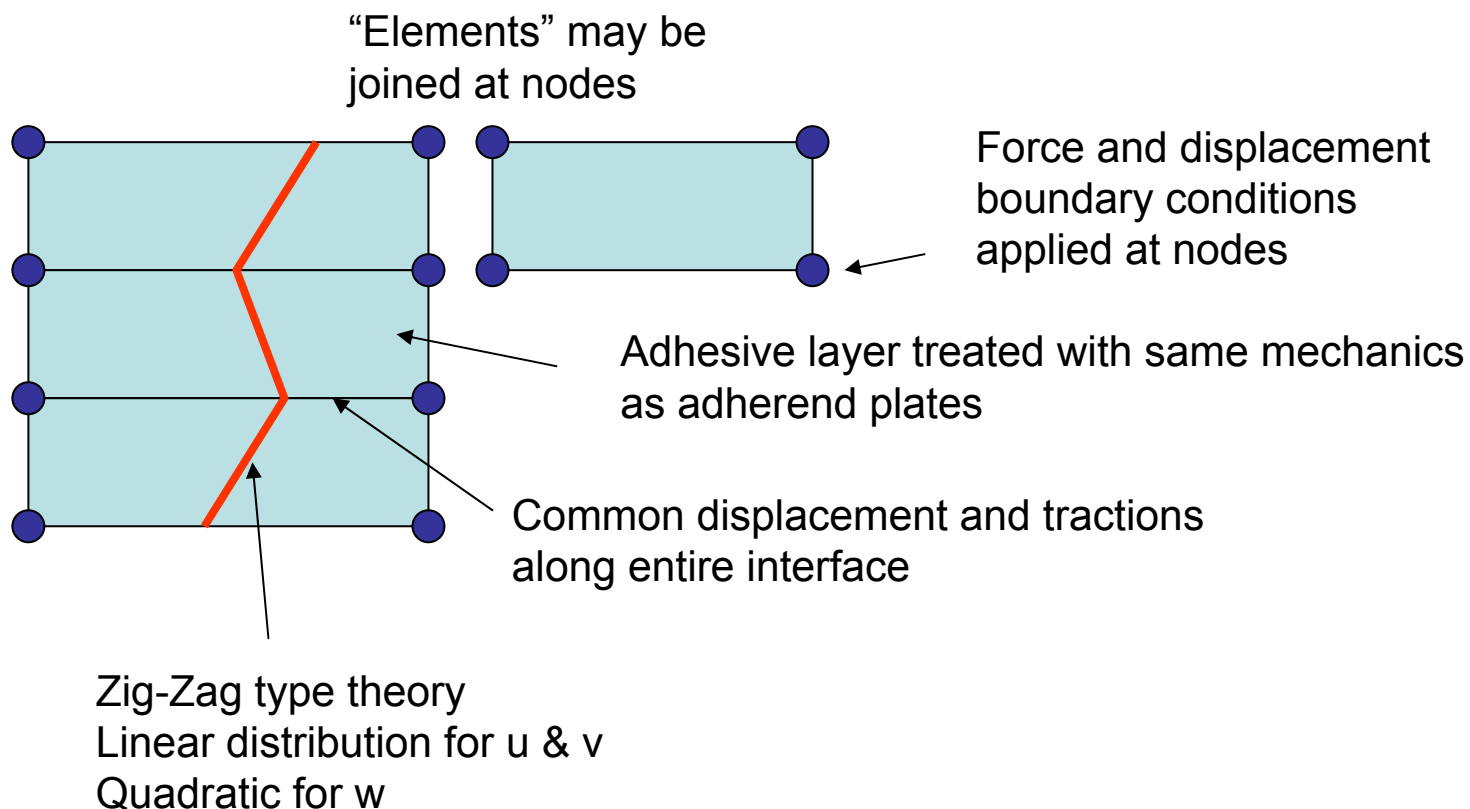 “Elements” may be
joined at nodes
Force and displacement
boundary conditions
applied at nodes
Adhesive layer treated with same mechanics
as adherend plates
Common displacement and tractions
along entire interface
Zig-Zag type theory
Linear distribution for u & v
Quadratic for w